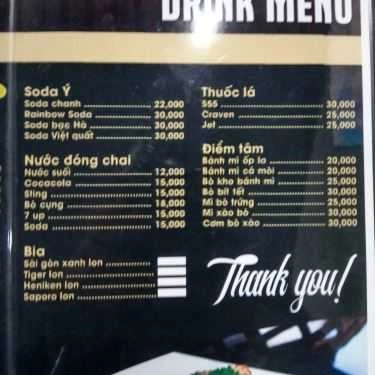 DRINK MENU
Soda Ý
Soda chanh 22,000
Rainbow Soda 30,000
Soda bạc Hà 30,000
Soda Việt quất 30,000
Nước đóng chai
Nước suối 12,000
Cocacola 15,000
Sting 15,000
Bò cụng 18,000
7 up 15,000
Soda 15,000
Bia
Sài gòn xanh lon
Tiger lon
Heniken lon
Saporo lon
Thuốc lá
555 30,000
Craven 25,000
Jet 25,000
Điểm tâm
Bánh mì ốp la 20,000
Bánh mì cá mòi 20,000
Bò kho bánh mì 25,000
Bò bít tết 30,000
Mì bò trứng 25,000
Mì xào bò 30,000
Cơm bò xào 30,000
Thank you!